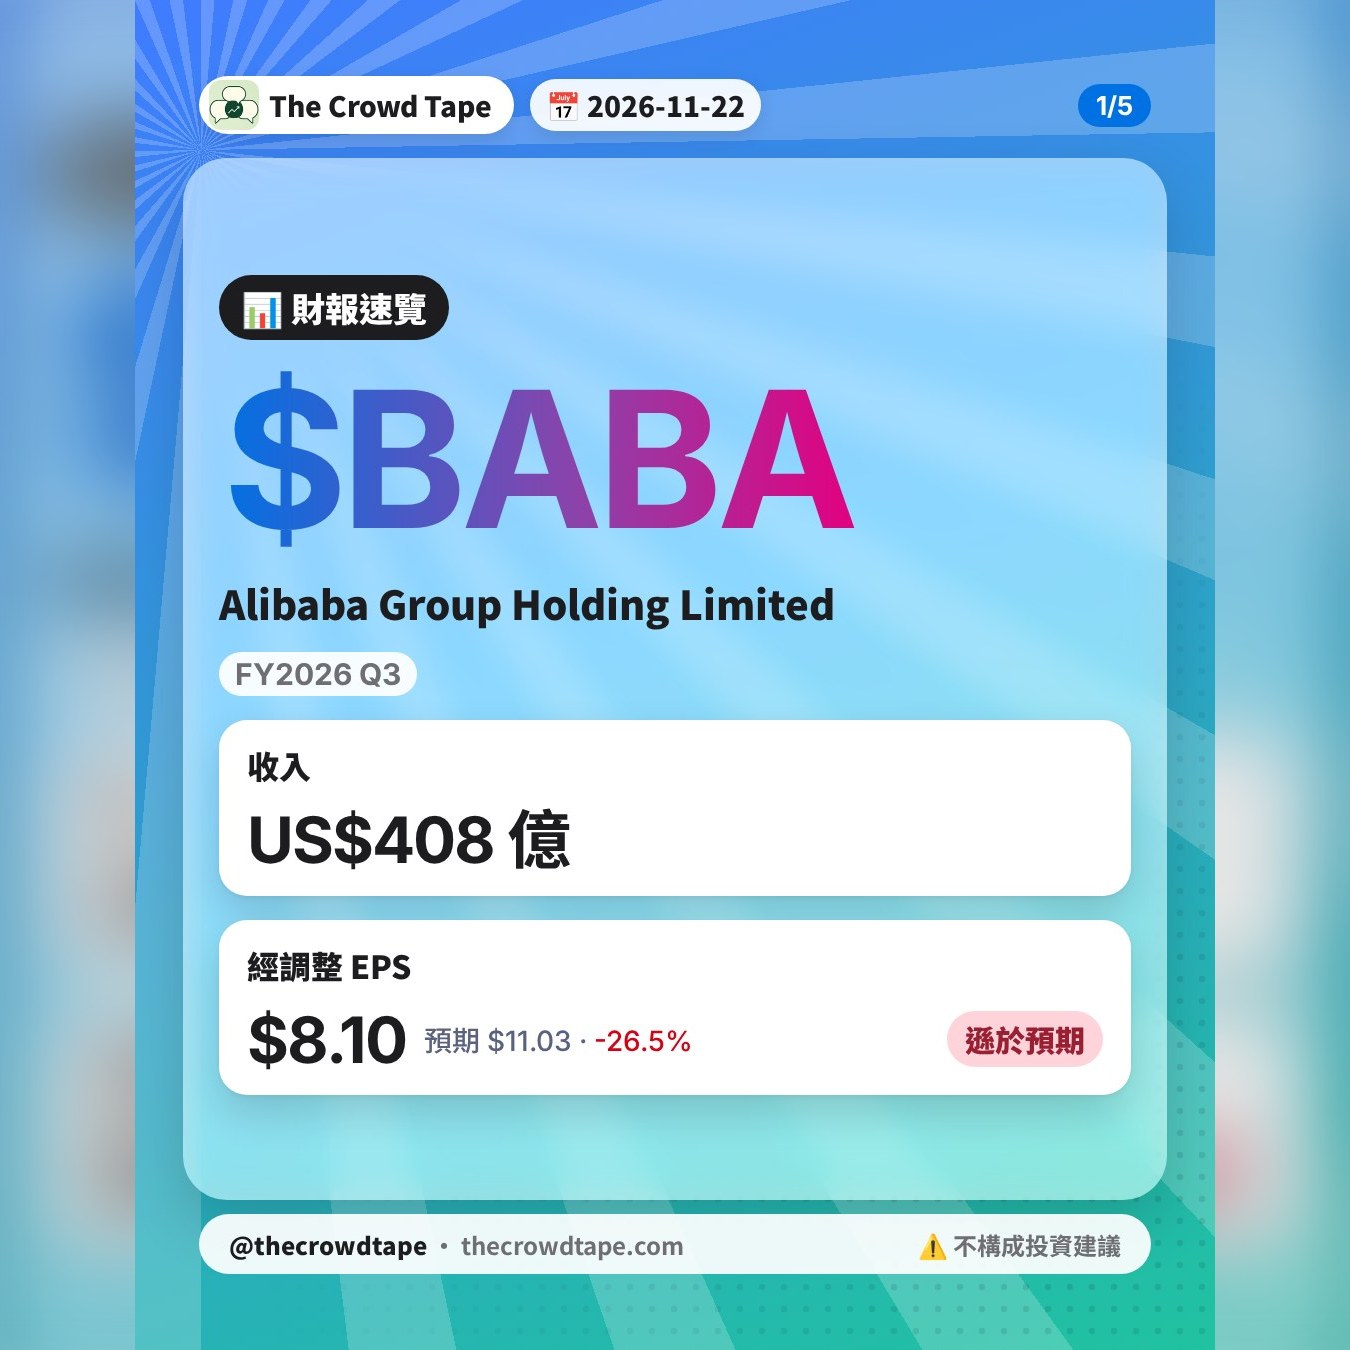 The Crowd Tape
📅 2026-11-22
1/5
📊 財報速覽
$BABA
Alibaba Group Holding Limited
FY2026 Q3
收入
US$408 億
經調整 EPS
$8.10 預期 $11.03 · -26.5%
遜於預期
@thecrowdtape · thecrowdtape.com
⚠️ 不構成投資建議